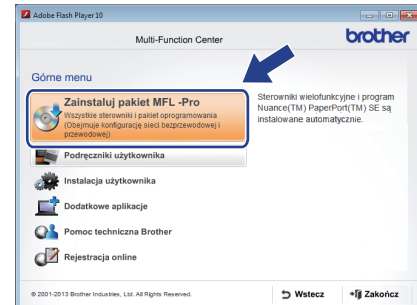 Adobe Flash Player 10
Multi-Function Center
brother
Górne menu
Zainstaluj pakiet MFL -Pro
Wszystkie sterowniki i pakiet oprogramowania
(Obejmuje konfigurację sieci bezprzewodowej i
przewodowej)
Sterowniki wielofunkcyjne i program
Nuance(TM) PaperPort(TM) SE są
instalowane automatycznie.
Podręczniki użytkownika
Instalacja użytkownika
Dodatkowe aplikacje
Pomoc techniczna Brother
Rejestracja online
© 2001-2013 Brother Industries, Ltd. All Rights Reserved.
Wstecz
Zakończ